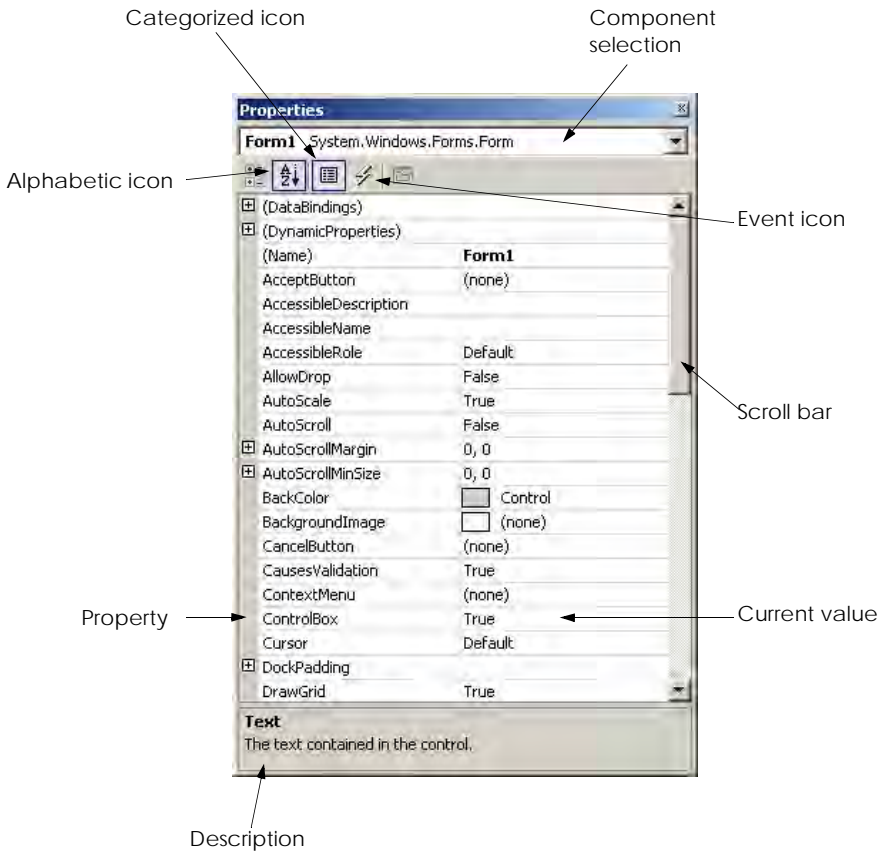 Categorized icon
Component
selection
Properties
Form1 System.Windows.Forms.Form
Alphabetic icon
Event icon
(DataBindings)
(DynamicProperties)
(Name) Form1
AcceptButton (none)
AccessibleDescription
AccessibleName
AccessibleRole Default
AllowDrop False
AutoScale True
AutoScroll False
Scroll bar
AutoScrollMargin 0, 0
AutoScrollMinSize 0, 0
BackColor Control
BackgroundImage (none)
CancelButton (none)
CausesValidation True
ContextMenu (none)
Property
ControlBox True
Current value
Cursor Default
DockPadding
DrawGrid True
Text
The text contained in the control.
Description